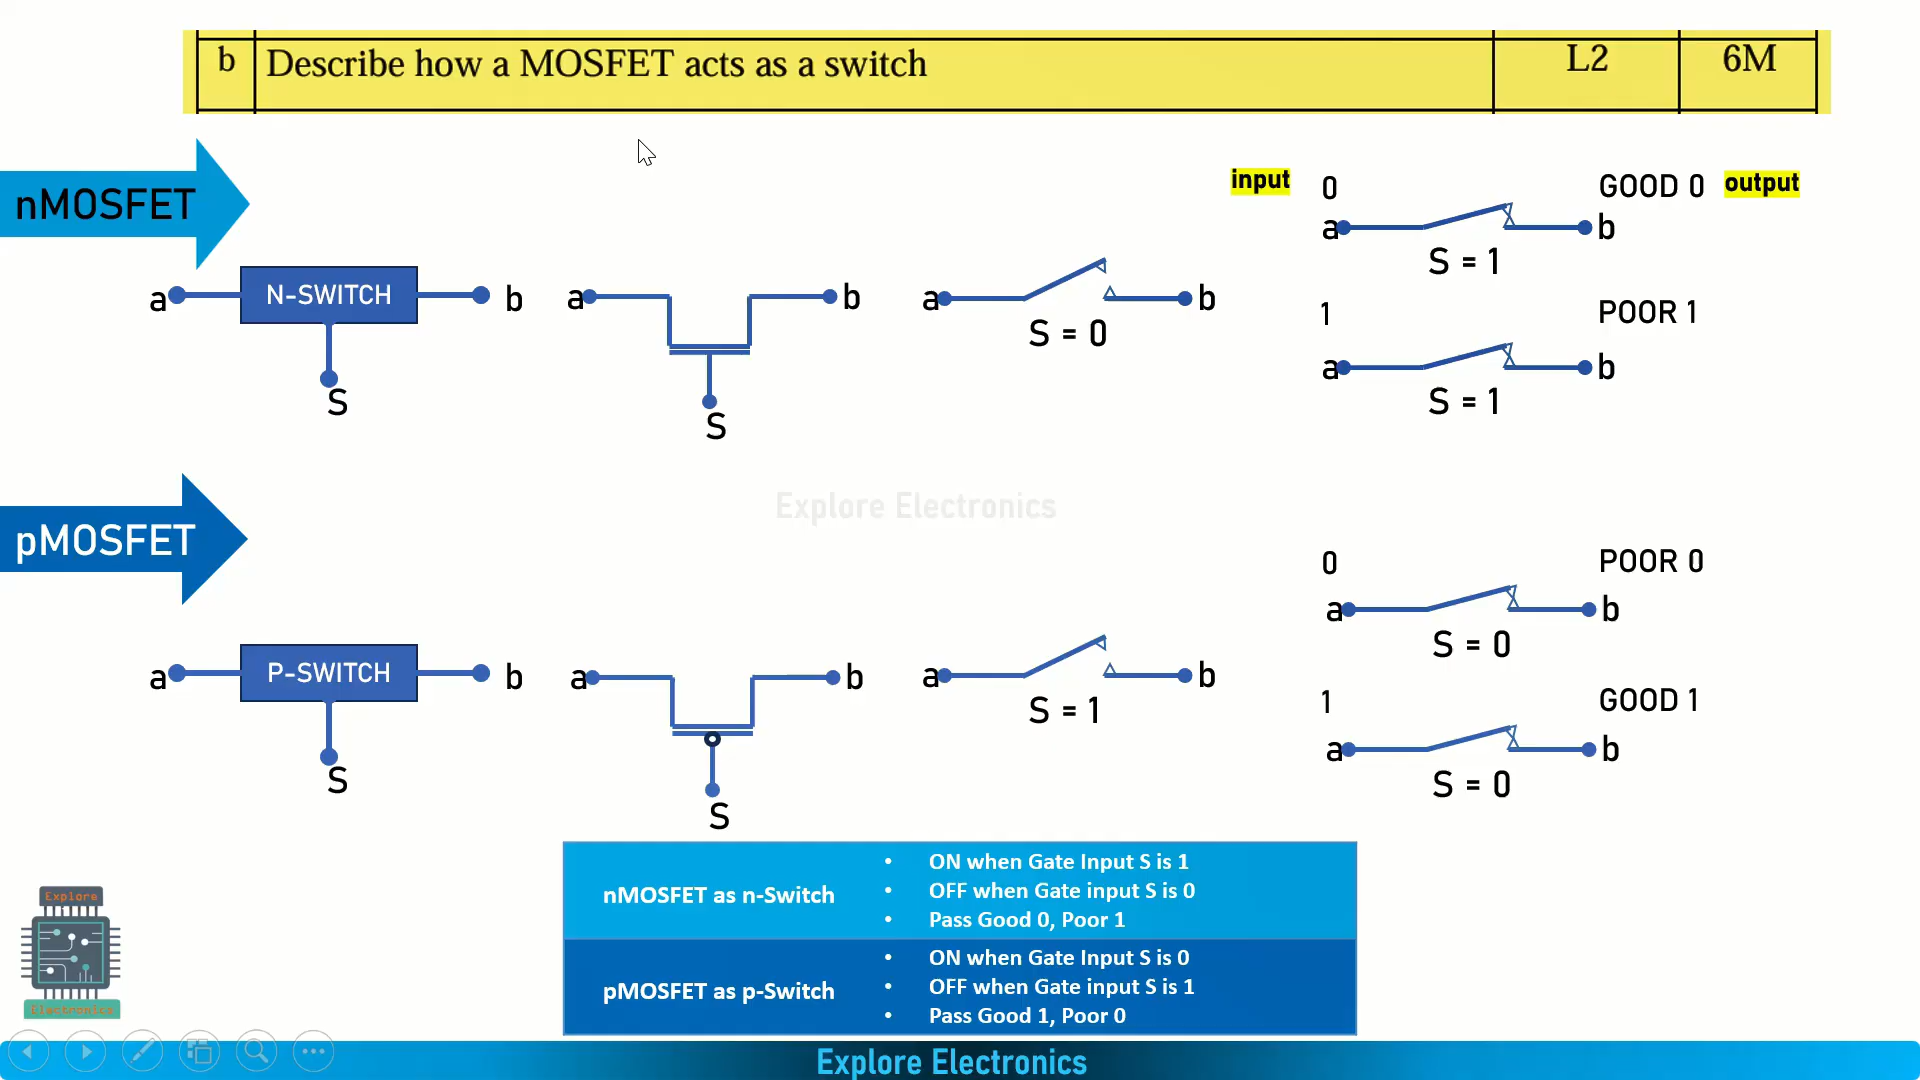 b Describe how a MOSFET acts as a switch L2 6M
nMOSFET
input 0 GOOD 0 output
a b
S = 1
a N-SWITCH b
S
a b
S
a b
S = 0
1 POOR 1
a b
S = 1
Explore Electronics
pMOSFET
0 POOR 0
a b
S = 0
a P-SWITCH b
S
a b
S
a b
S = 1
1 GOOD 1
a b
S = 0
nMOSFET as n-Switch
• ON when Gate Input S is 1
• OFF when Gate input S is 0
• Pass Good 0, Poor 1
pMOSFET as p-Switch
• ON when Gate Input S is 0
• OFF when Gate input S is 1
• Pass Good 1, Poor 0
Explore
Electronics
Explore Electronics